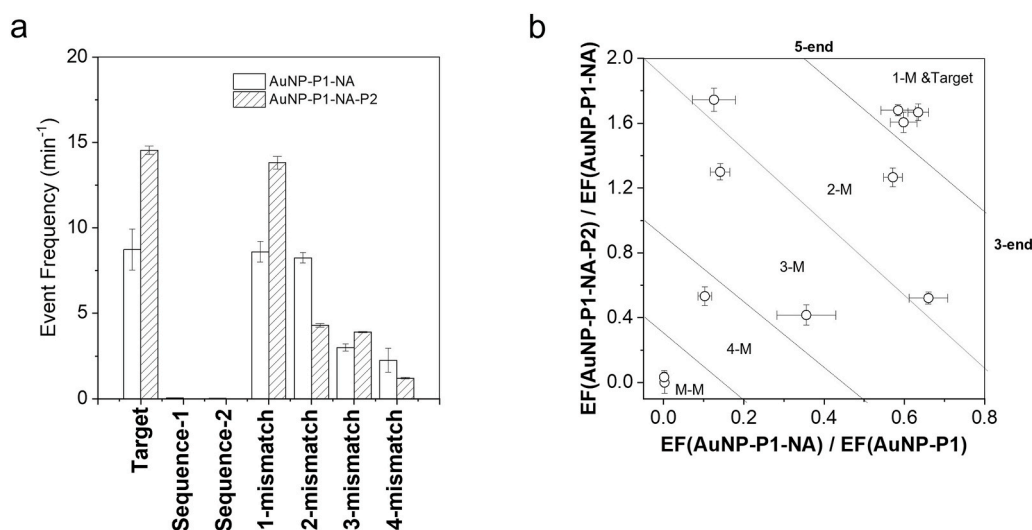 a
Event Frequency (min⁻¹)
20
15
10
5
0
AuNP-P1-NA
AuNP-P1-NA-P2
Target
Sequence-1
Sequence-2
1-mismatch
2-mismatch
3-mismatch
4-mismatch
b
5-end
EF(AuNP-P1-NA-P2) / EF(AuNP-P1-NA)
2.0
1.6
1.2
0.8
0.4
0.0
1-M &Target
2-M
3-M
4-M
M-M
3-end
0.0 0.2 0.4 0.6 0.8
EF(AuNP-P1-NA) / EF(AuNP-P1)